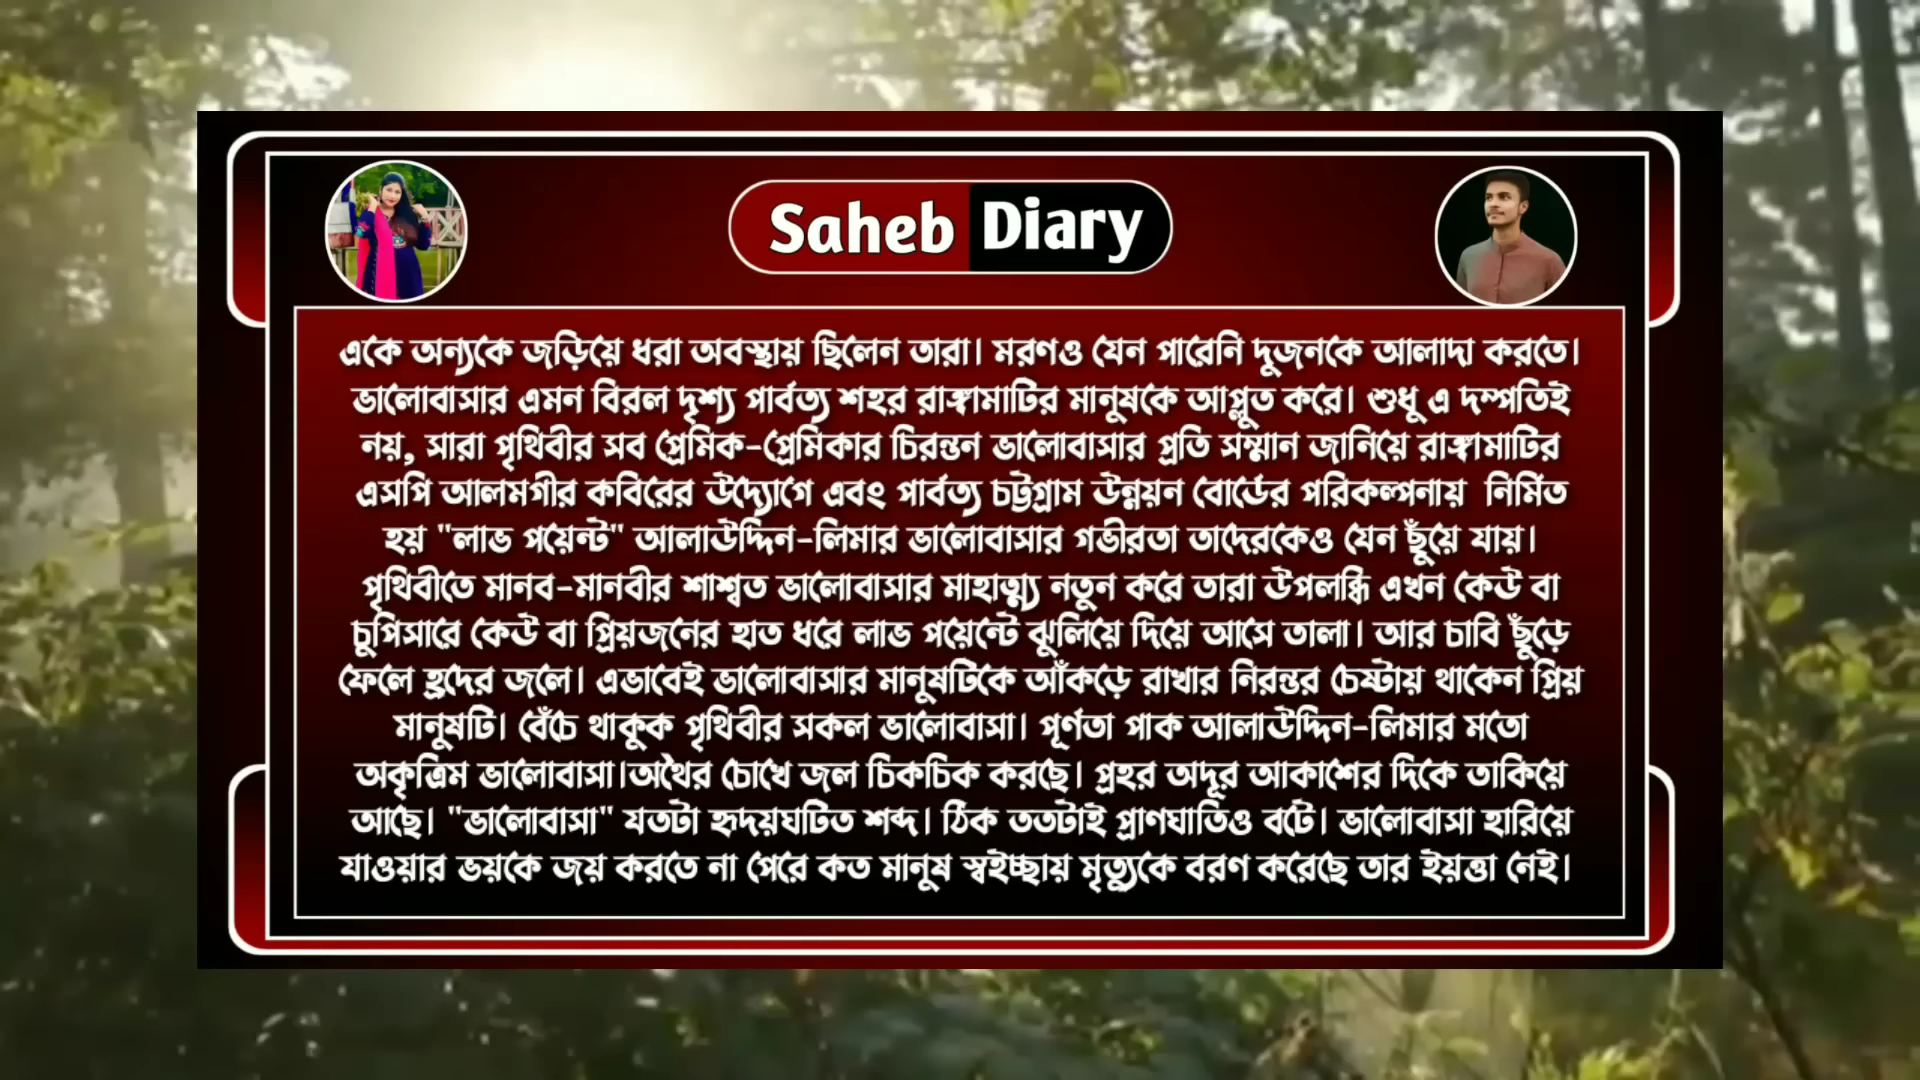 Saheb Diary
একে অন্যকে জড়িয়ে ধরা অবস্থায় ছিলেন তারা। মরণও যেন পারেনি দুজনকে আলাদা করতে।
ভালোবাসার এমন বিরল দৃশ্য পার্বত্য শহর রাঙ্গামাটির মানুষকে আপ্লুত করে। শুধু এ দম্পতিই
নয়, সারা পৃথিবীর সব প্রেমিক-প্রেমিকার চিরন্তন ভালোবাসার প্রতি সম্মান জানিয়ে রাঙ্গামাটির
এসপি আলমগীর কবিরের উদ্যোগে এবং পার্বত্য চট্টগ্রাম উন্নয়ন বোর্ডের পরিকল্পনায় নির্মিত
হয় "লাভ পয়েন্ট" আলাউদ্দিন-লিমার ভালোবাসার গভীরতা তাদেরকেও যেন ছুঁয়ে যায়।
পৃথিবীতে মানব-মানবীর শাশ্বত ভালোবাসার মাহাত্ম্য নতুন করে তারা উপলব্ধি এখন কেউ বা
চুপিসারে কেউ বা প্রিয়জনের হাত ধরে লাভ পয়েন্টে ঝুলিয়ে দিয়ে আসে তালা। আর চাবি ছুঁড়ে
ফেলে হ্রদের জলে। এভাবেই ভালোবাসার মানুষটিকে আঁকড়ে রাখার নিরন্তর চেষ্টায় থাকেন প্রিয়
মানুষটি। বেঁচে থাকুক পৃথিবীর সকল ভালোবাসা। পূর্ণতা পাক আলাউদ্দিন-লিমার মতো
অকৃত্রিম ভালোবাসা।অথৈর চোখে জল চিকচিক করছে। প্রহর অদূর আকাশের দিকে তাকিয়ে
আছে। "ভালোবাসা" যতটা হৃদয়ঘটিত শব্দ। ঠিক ততটাই প্রাণঘাতিও বটে। ভালোবাসা হারিয়ে
যাওয়ার ভয়কে জয় করতে না পেরে কত মানুষ স্বইচ্ছায় মৃত্যুকে বরণ করেছে তার ইয়ত্তা নেই।